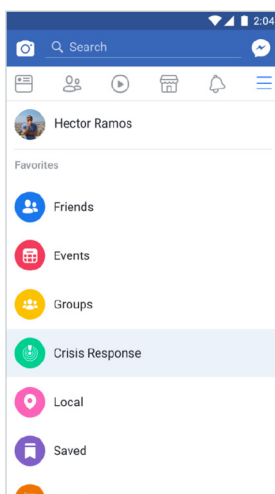 2:04
Search
Hector Ramos
Favorites
Friends
Events
Groups
Crisis Response
Local
Saved